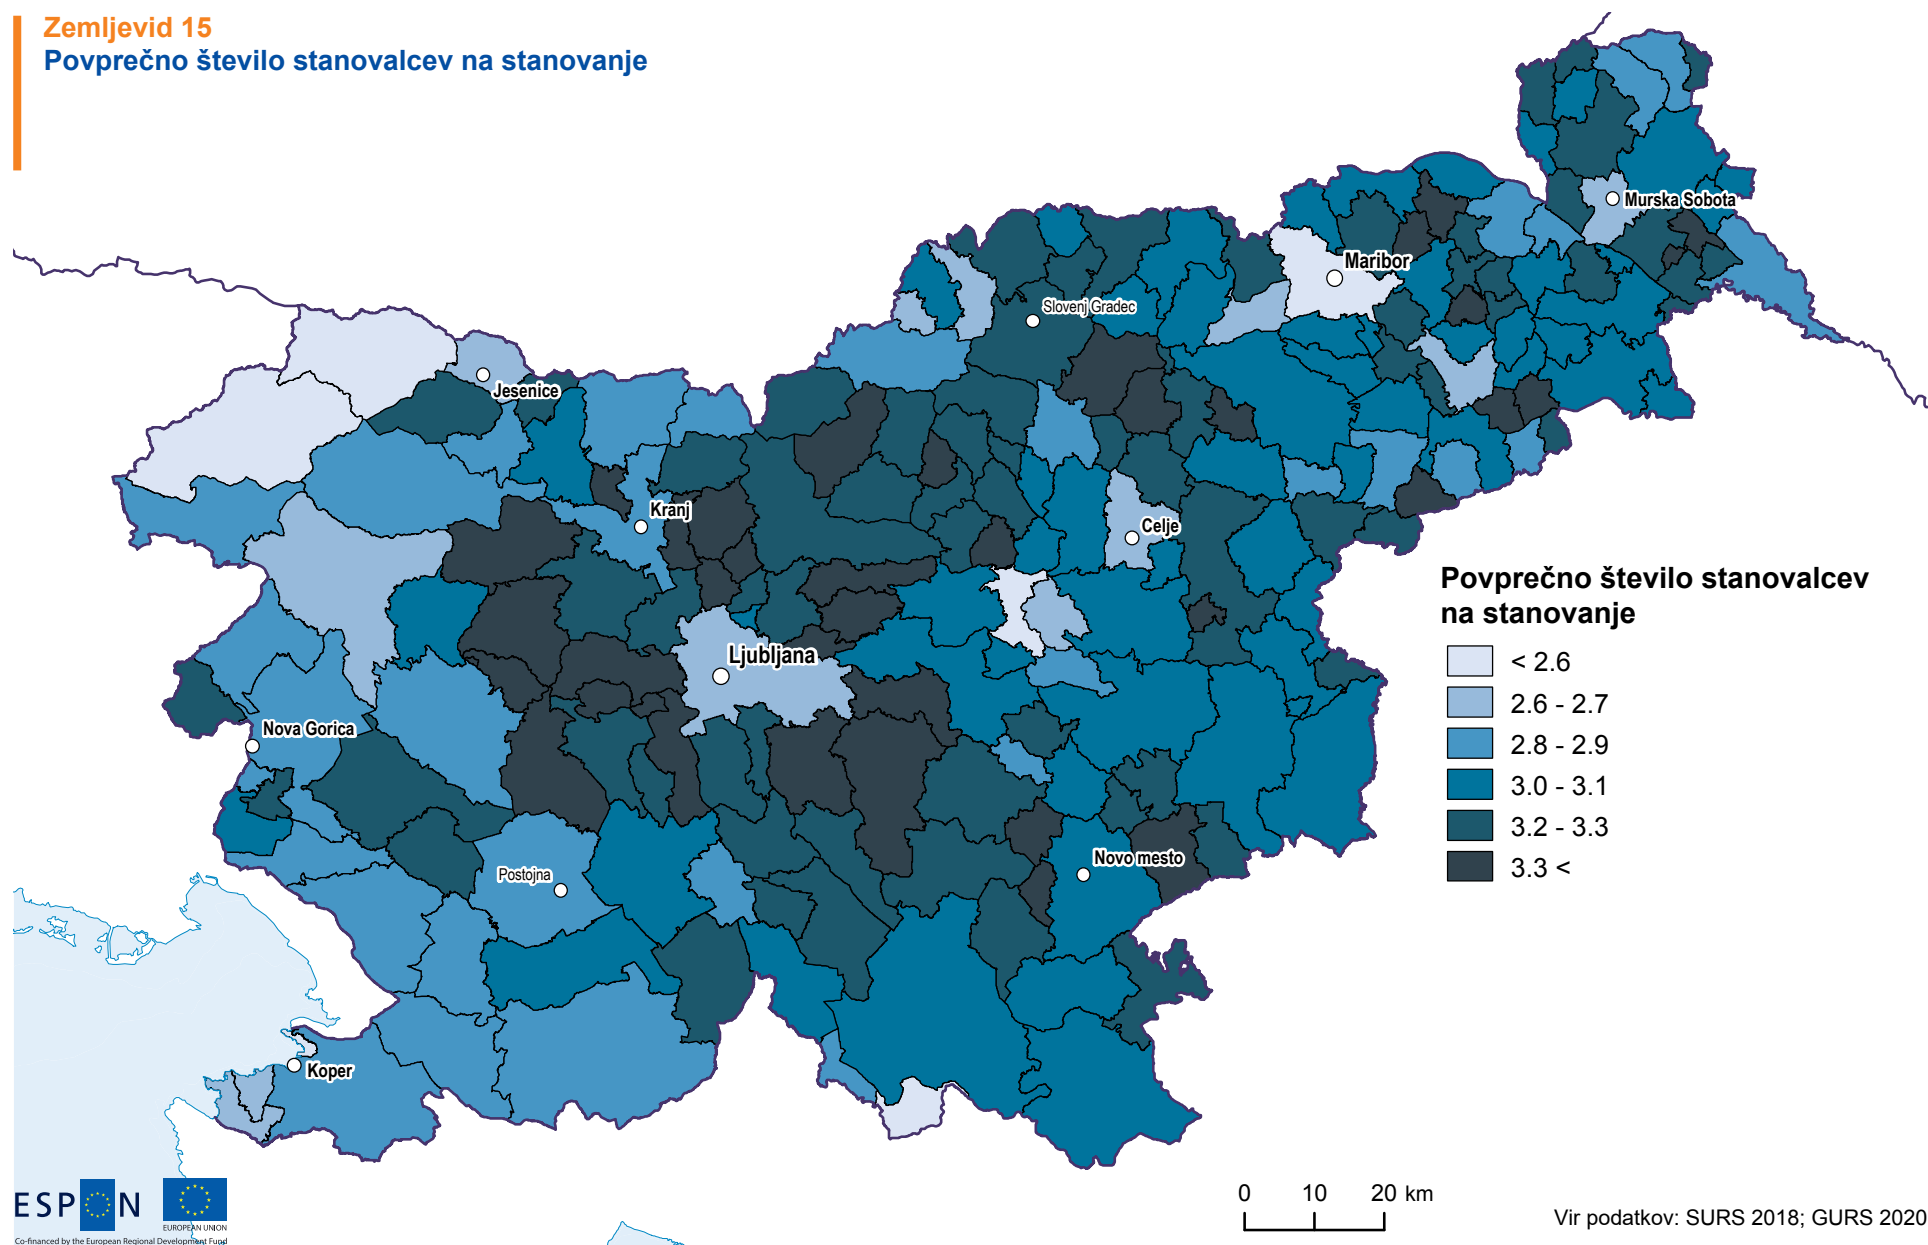 Zemljevid 15
Povprečno število stanovalcev na stanovanje
Murska Sobota
Maribor
Slovenj Gradec
Jesenice
Kranj
Celje
Ljubljana
Nova Gorica
Postojna
Novo mesto
Koper
Povprečno število stanovalcev
na stanovanje
< 2.6
2.6 - 2.7
2.8 - 2.9
3.0 - 3.1
3.2 - 3.3
3.3 <
0 10 20 km
Vir podatkov: SURS 2018; GURS 2020
ESPON
EUROPEAN UNION
Co-financed by the European Regional Development Fund